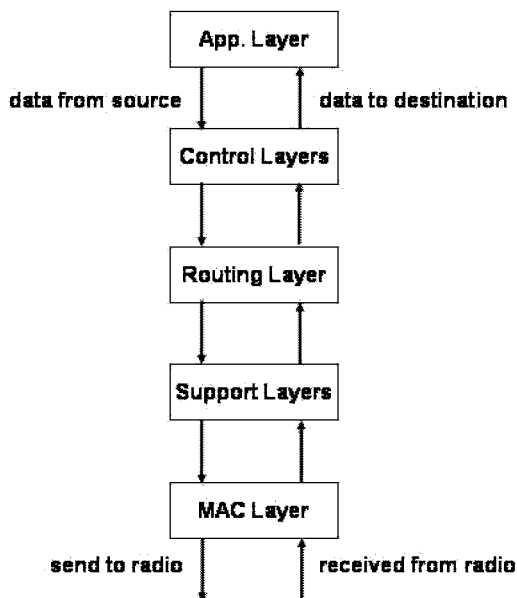 App. Layer
data from source
data to destination
Control Layers
Routing Layer
Support Layers
MAC Layer
send to radio
received from radio